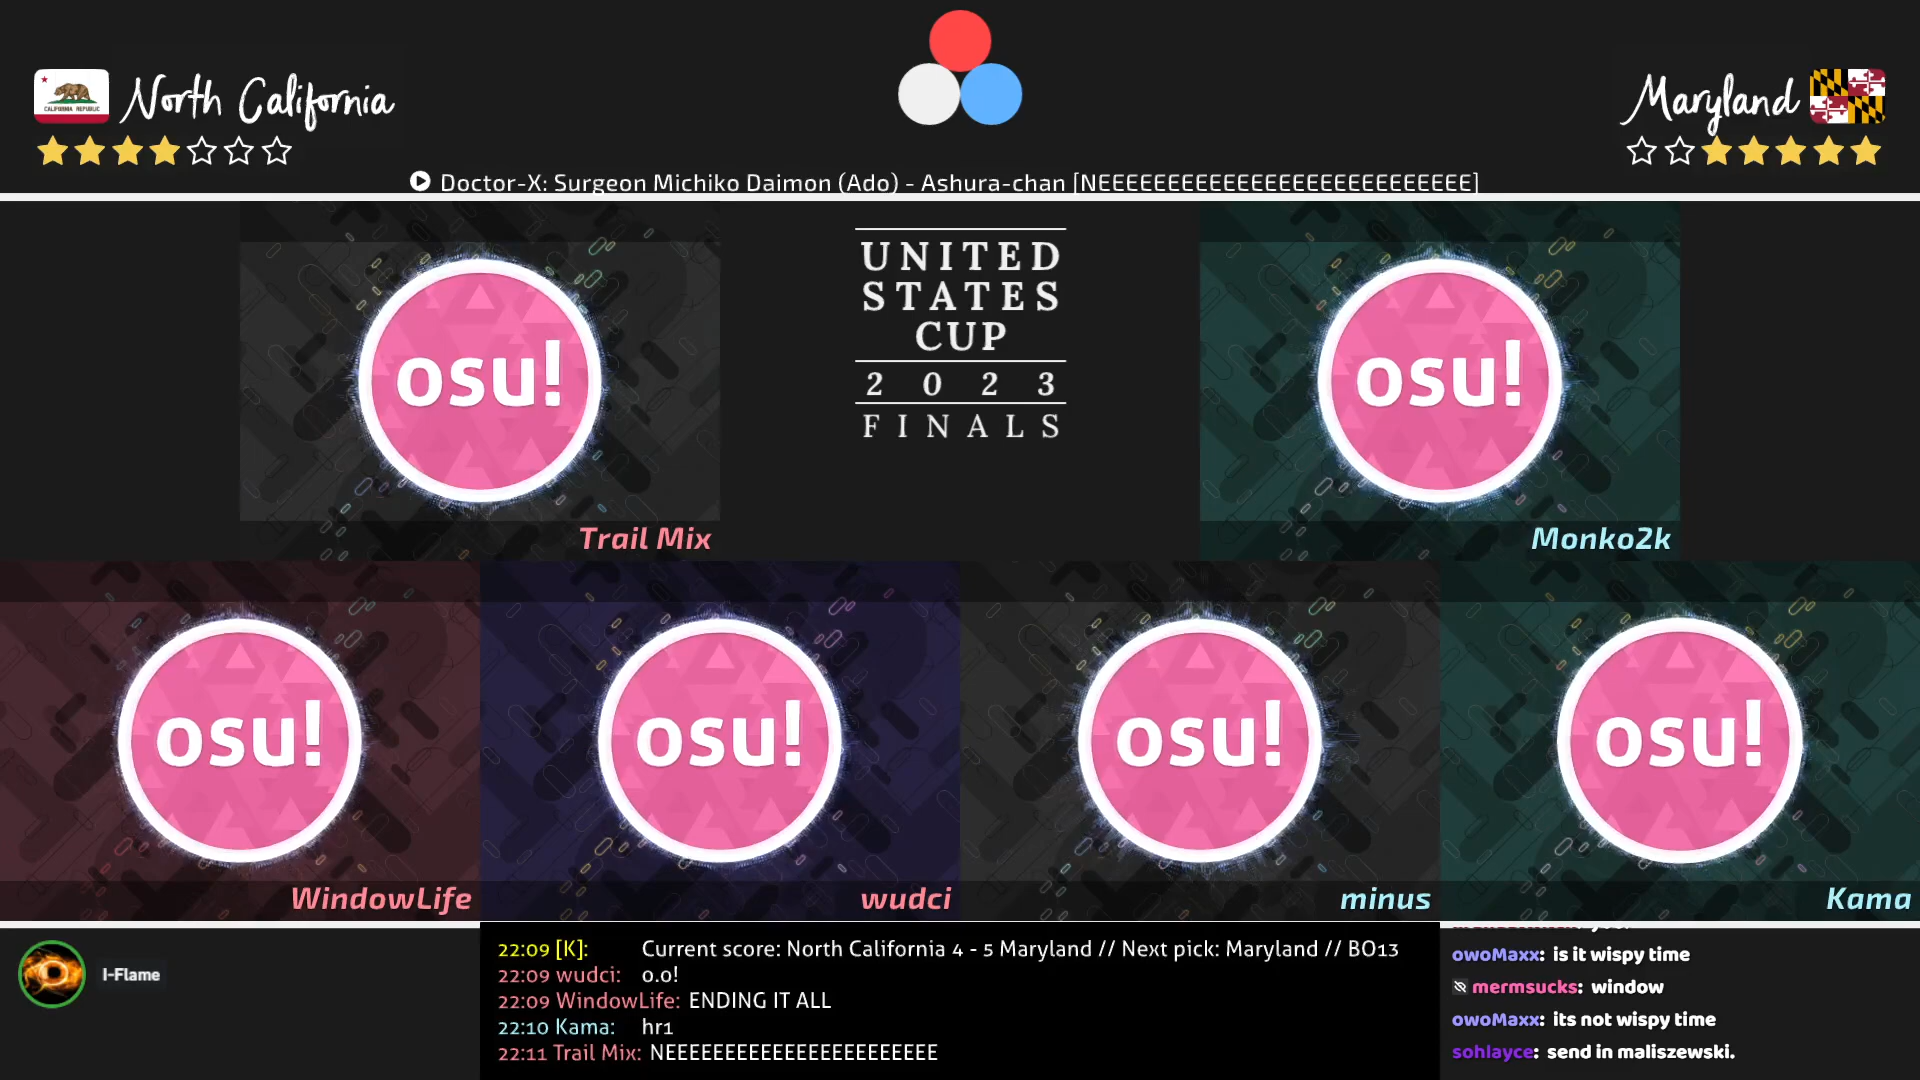 North California
CALIFORNIA REPUBLIC
Maryland
Doctor-X: Surgeon Michiko Daimon (Ado) - Ashura-chan [NEEEEEEEEEEEEEEEEEEEEEEEEEEE]
UNITED
STATES
CUP
2023
FINALS
osu!
osu!
Trail Mix
Monko2k
osu!
osu!
osu!
osu!
WindowLife
wudci
minus
Kama
I-Flame
22:09 [K]: Current score: North California 4 - 5 Maryland // Next pick: Maryland // BO13
22:09 wudci: o.o!
22:09 WindowLife: ENDING IT ALL
22:10 Kama: hr1
22:11 Trail Mix: NEEEEEEEEEEEEEEEEEEEEEEE
owoMaxx: is it wispy time
mermsucks: window
owoMaxx: its not wispy time
sohlayce: send in maliszewski.